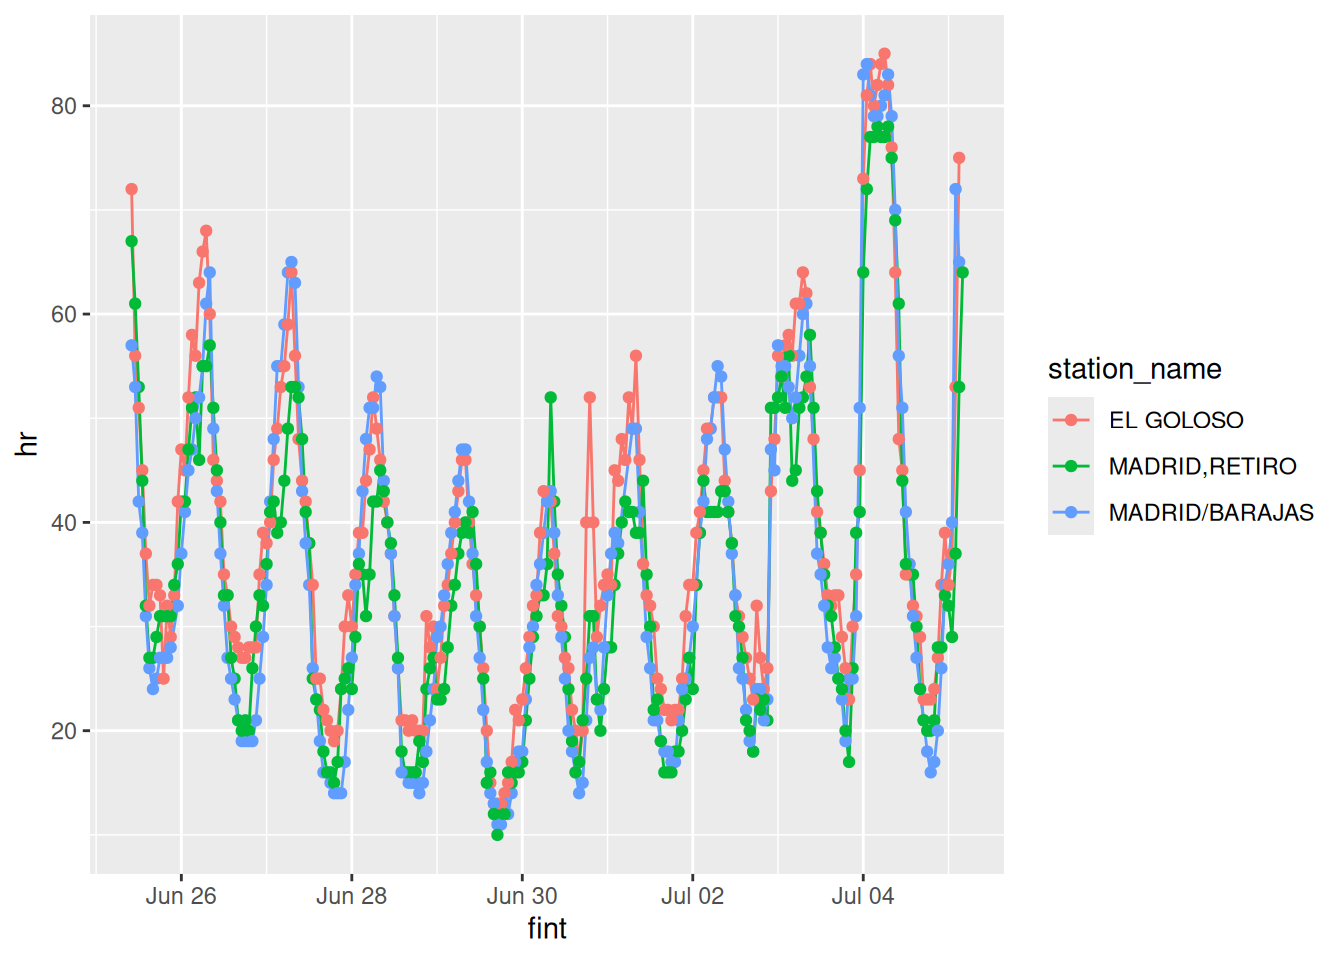 80
60
40
20
hr
Jun 26
Jun 28
Jun 30
Jul 02
Jul 04
fint
station_name
EL GOLOSO
MADRID,RETIRO
MADRID/BARAJAS